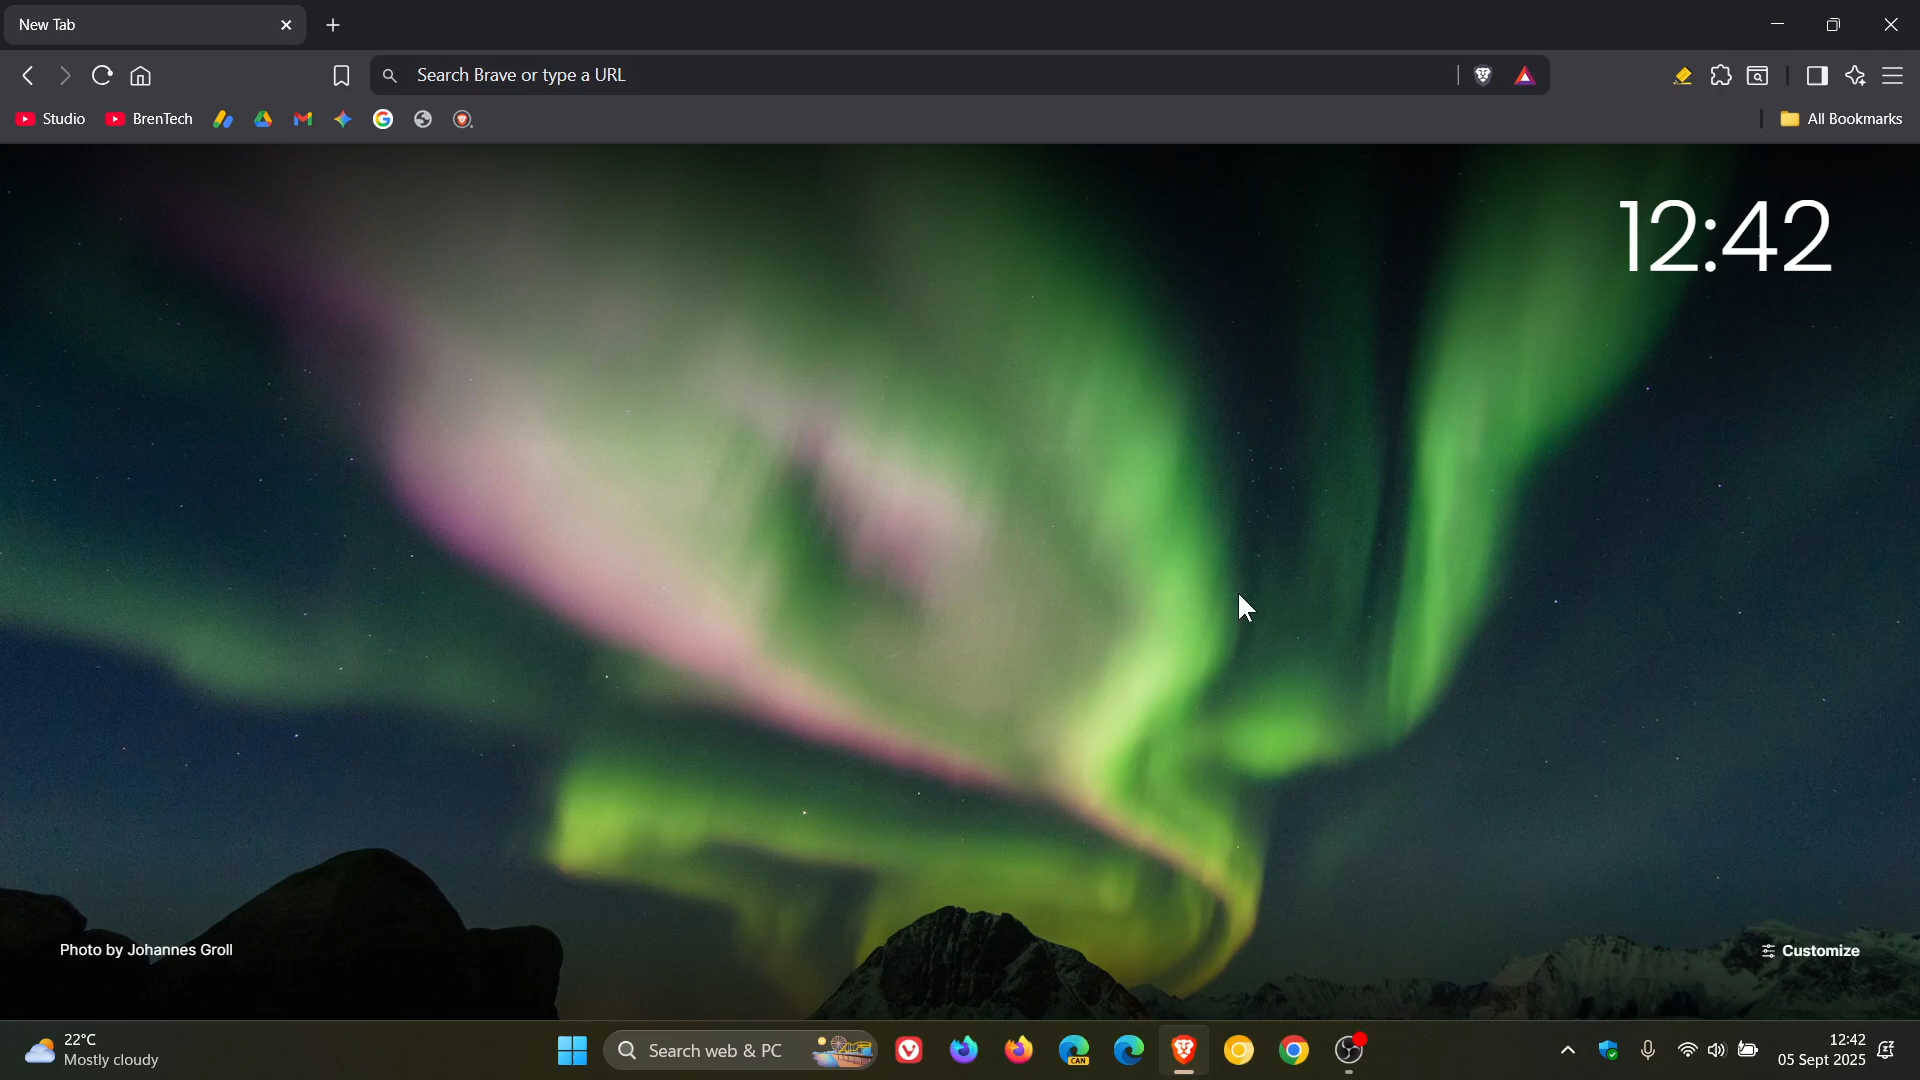 New Tab
Search Brave or type a URL
Studio
BrenTech
All Bookmarks
12:42
Photo by Johannes Groll
Customize
22°C
Mostly cloudy
Search web & PC
CAN
12:42
05 Sept 2025